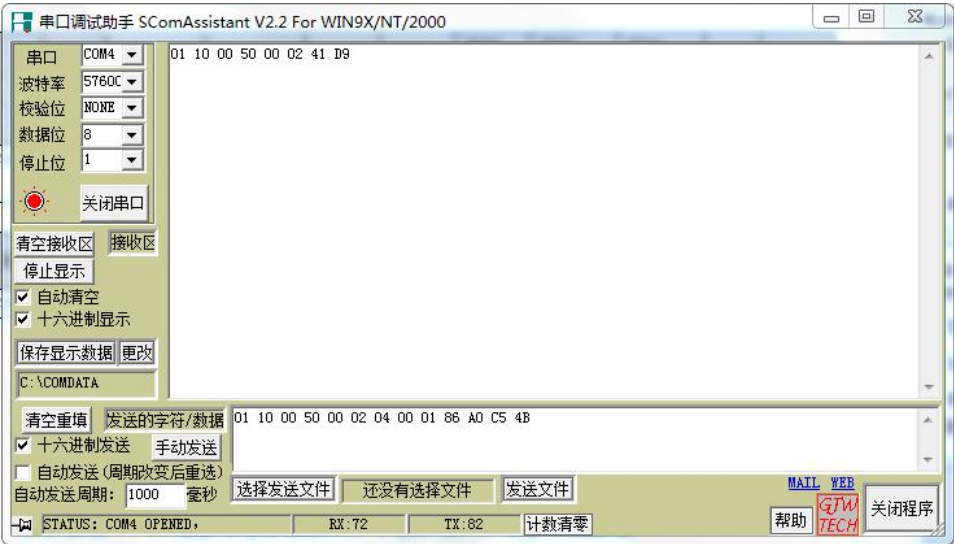 串口调试助手 SComAssistant V2.2 For WIN9X/NT/2000
串口 COM4
波特率 57600
校验位 NONE
数据位 8
停止位 1
关闭串口
清空接收区 接收区
停止显示
自动清空
十六进制显示
保存显示数据 更改
C:\COMDATA
01 10 00 50 00 02 41 D9
清空重填 发送的字符/数据 01 10 00 50 00 02 04 00 01 86 A0 C5 4B
十六进制发送 手动发送
自动发送(周期改变后重选)
自动发送周期: 1000 毫秒 选择发送文件 还没有选择文件 发送文件
MAIL WEB
STATUS: COM4 OPENED, RX:72 TX:82 计数清零 帮助 GJW TECH 关闭程序